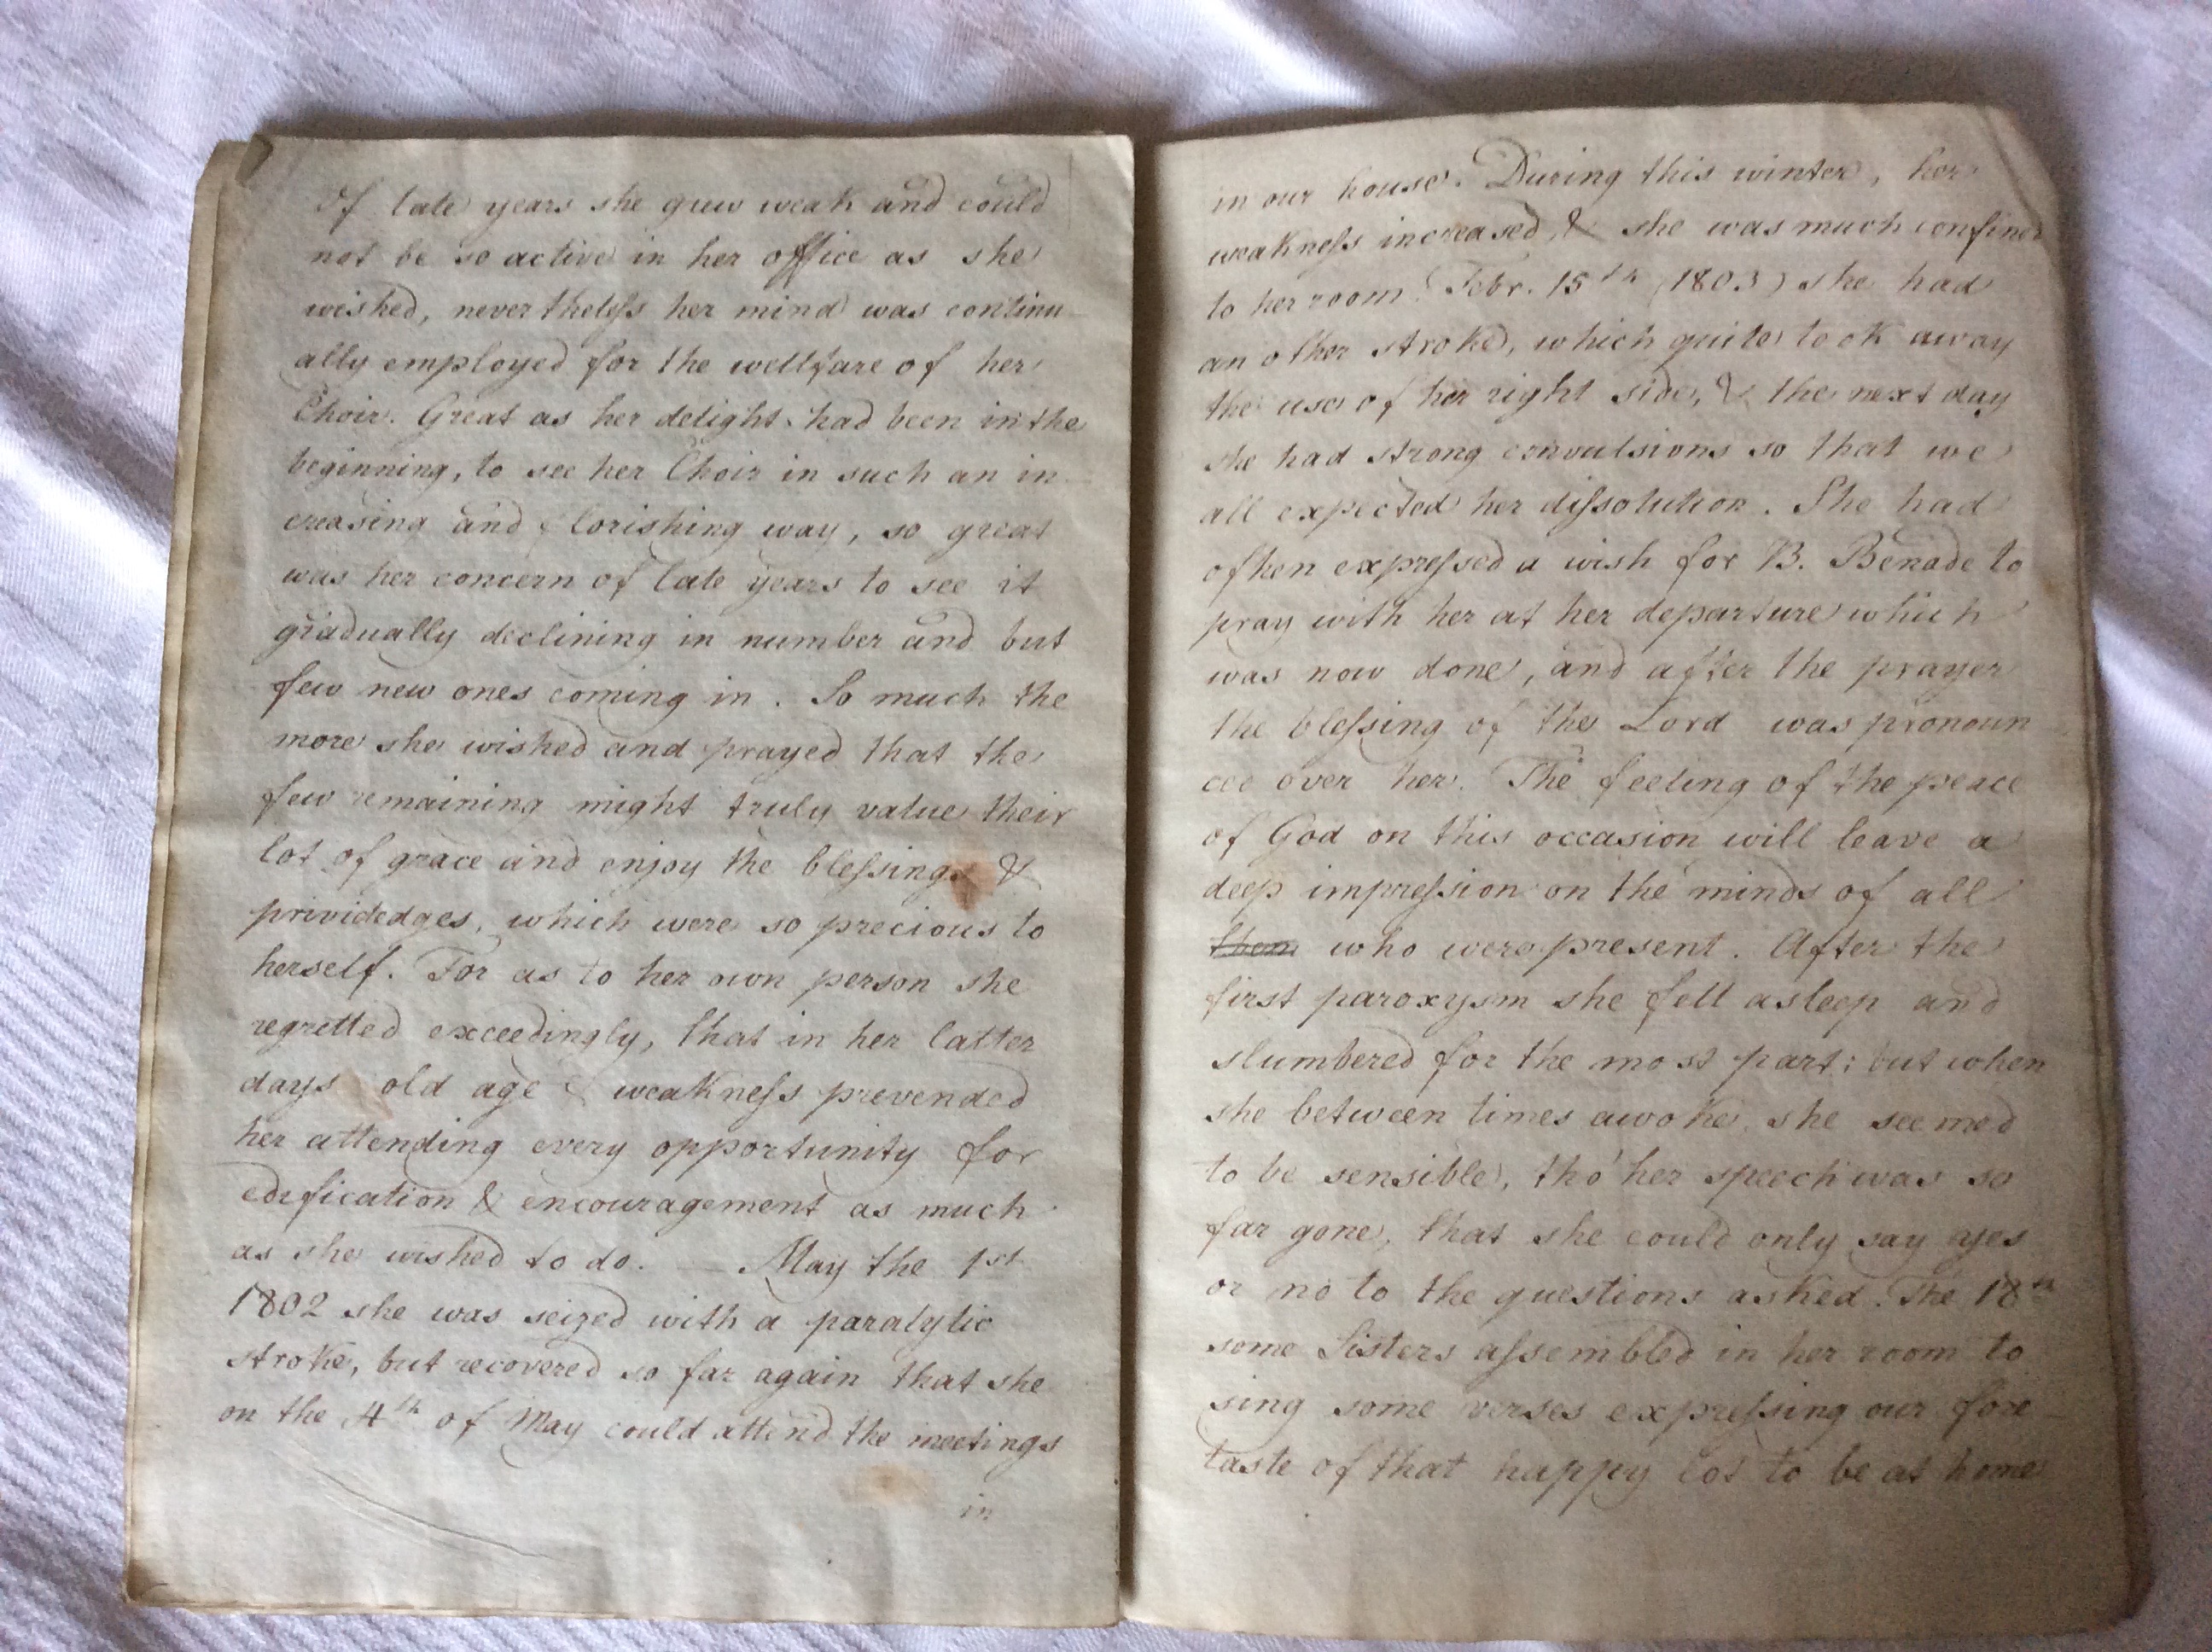 Of late years she grew weak and could
not be so active in her office as she
wished, nevertheless her mind was continu
ally employed for the wellfare of her
Choir. Great as her delight had been in the
beginning, to see her Choir in such an in
creasing and florishing way, so great
was her concern of late years to see it
gradually declining in number and but
few new ones coming in. So much the
more she wished and prayed that the
few remaining might truly value their
lot of grace and enjoy the blessings &
prividedges, which were so precious to
herself. For as to her own person she
regretted exceedingly, that in her latter
days old age & weakness prevended
her attending every opportunity for
edification & encouragement as much
as she wished to do. — May the 1st
1802 she was seized with a paralytic
stroke, but recovered so far again that she
on the 4th of May could attend the meetings
in
in our house. During this winter, her
weakness increased, & she was much confined
to her room. Febr. 15th (1803) she had
an other stroke, which quite took away
the use of her right side, & the next day
she had strong convulsions so that we
all expected her dissolution. She had
often expressed a wish for B. Benade to
pray with her at her departure which
was now done, and after the prayer
the blessing of the Lord was pronoun
ced over her. The feeling of the peace
of God on this occasion will leave a
deep impression on the minds of all
them who were present. After the
first paroxysm she fell asleep and
slumbered for the most part; but when
she between times awoke, she seemed
to be sensible, tho' her speech was so
far gone, that she could only say yes
or no to the questions asked. The 18th
some Sisters assembled in her room to
sing some verses expressing our fore
taste of that happy lot to be at home